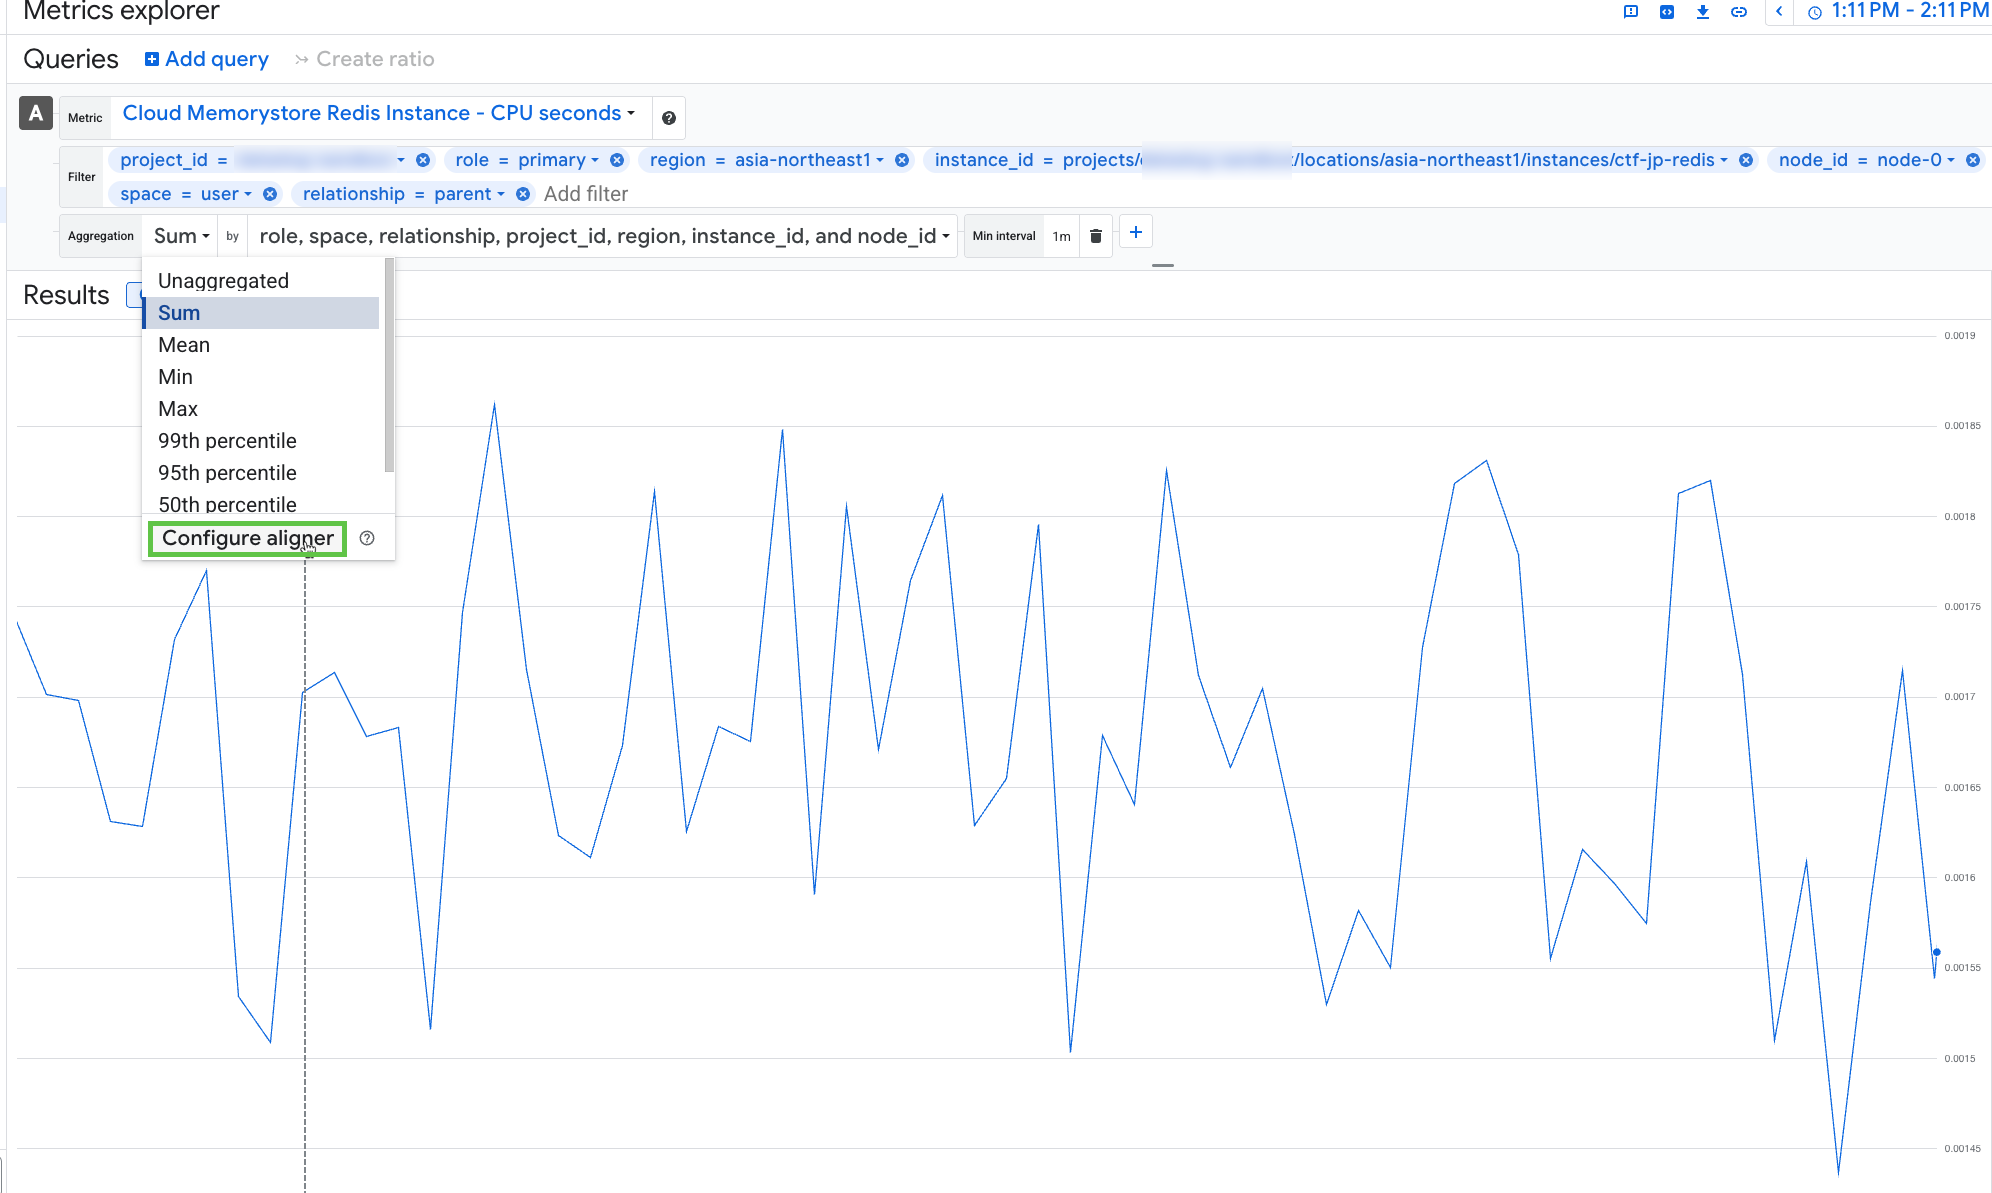 Metrics explorer
1:11 PM - 2:11 PM
Queries Add query Create ratio
A Metric Cloud Memorystore Redis Instance - CPU seconds
Filter project_id = role = primary region = asia-northeast1 instance_id = projects/ /locations/asia-northeast1/instances/ctf-jp-redis node_id = node-0
space = user relationship = parent Add filter
Aggregation Sum by role, space, relationship, project_id, region, instance_id, and node_id Min interval 1m
Results
Unaggregated
Sum
Mean
Min
Max
99th percentile
95th percentile
50th percentile
Configure aligner
0.0019
0.00185
0.0018
0.00175
0.0017
0.00165
0.0016
0.00155
0.0015
0.00145